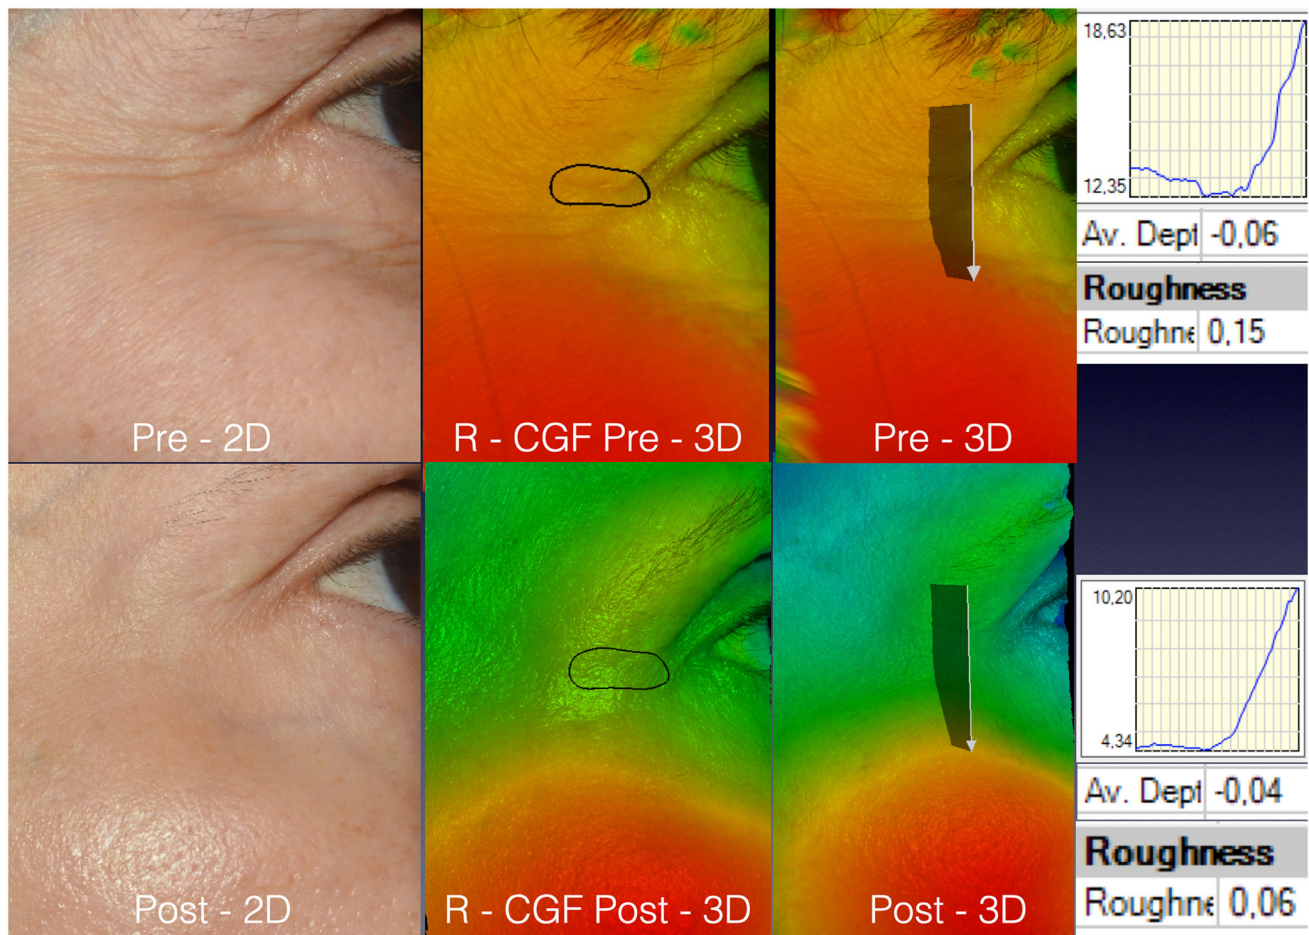 18,63
12,35
Av. Dept -0,06
Roughness
Roughne 0,15
Pre - 2D
R - CGF Pre - 3D
Pre - 3D
10,20
4,34
Av. Dept -0,04
Roughness
Roughne 0,06
Post - 2D
R - CGF Post - 3D
Post - 3D